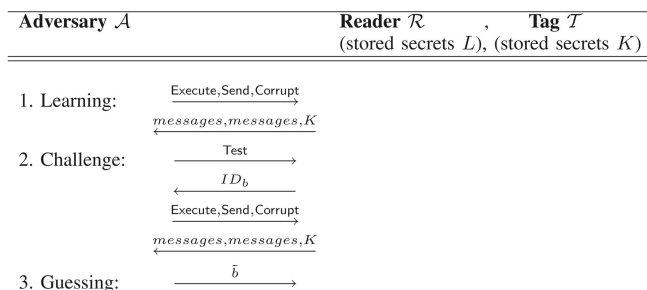 Adversary 𝒜 Reader ℛ , Tag 𝒯
(stored secrets L), (stored secrets K)
1. Learning: Execute,Send,Corrupt
messages,messages,K
2. Challenge: Test
ID_b
Execute,Send,Corrupt
messages,messages,K
3. Guessing: b̃